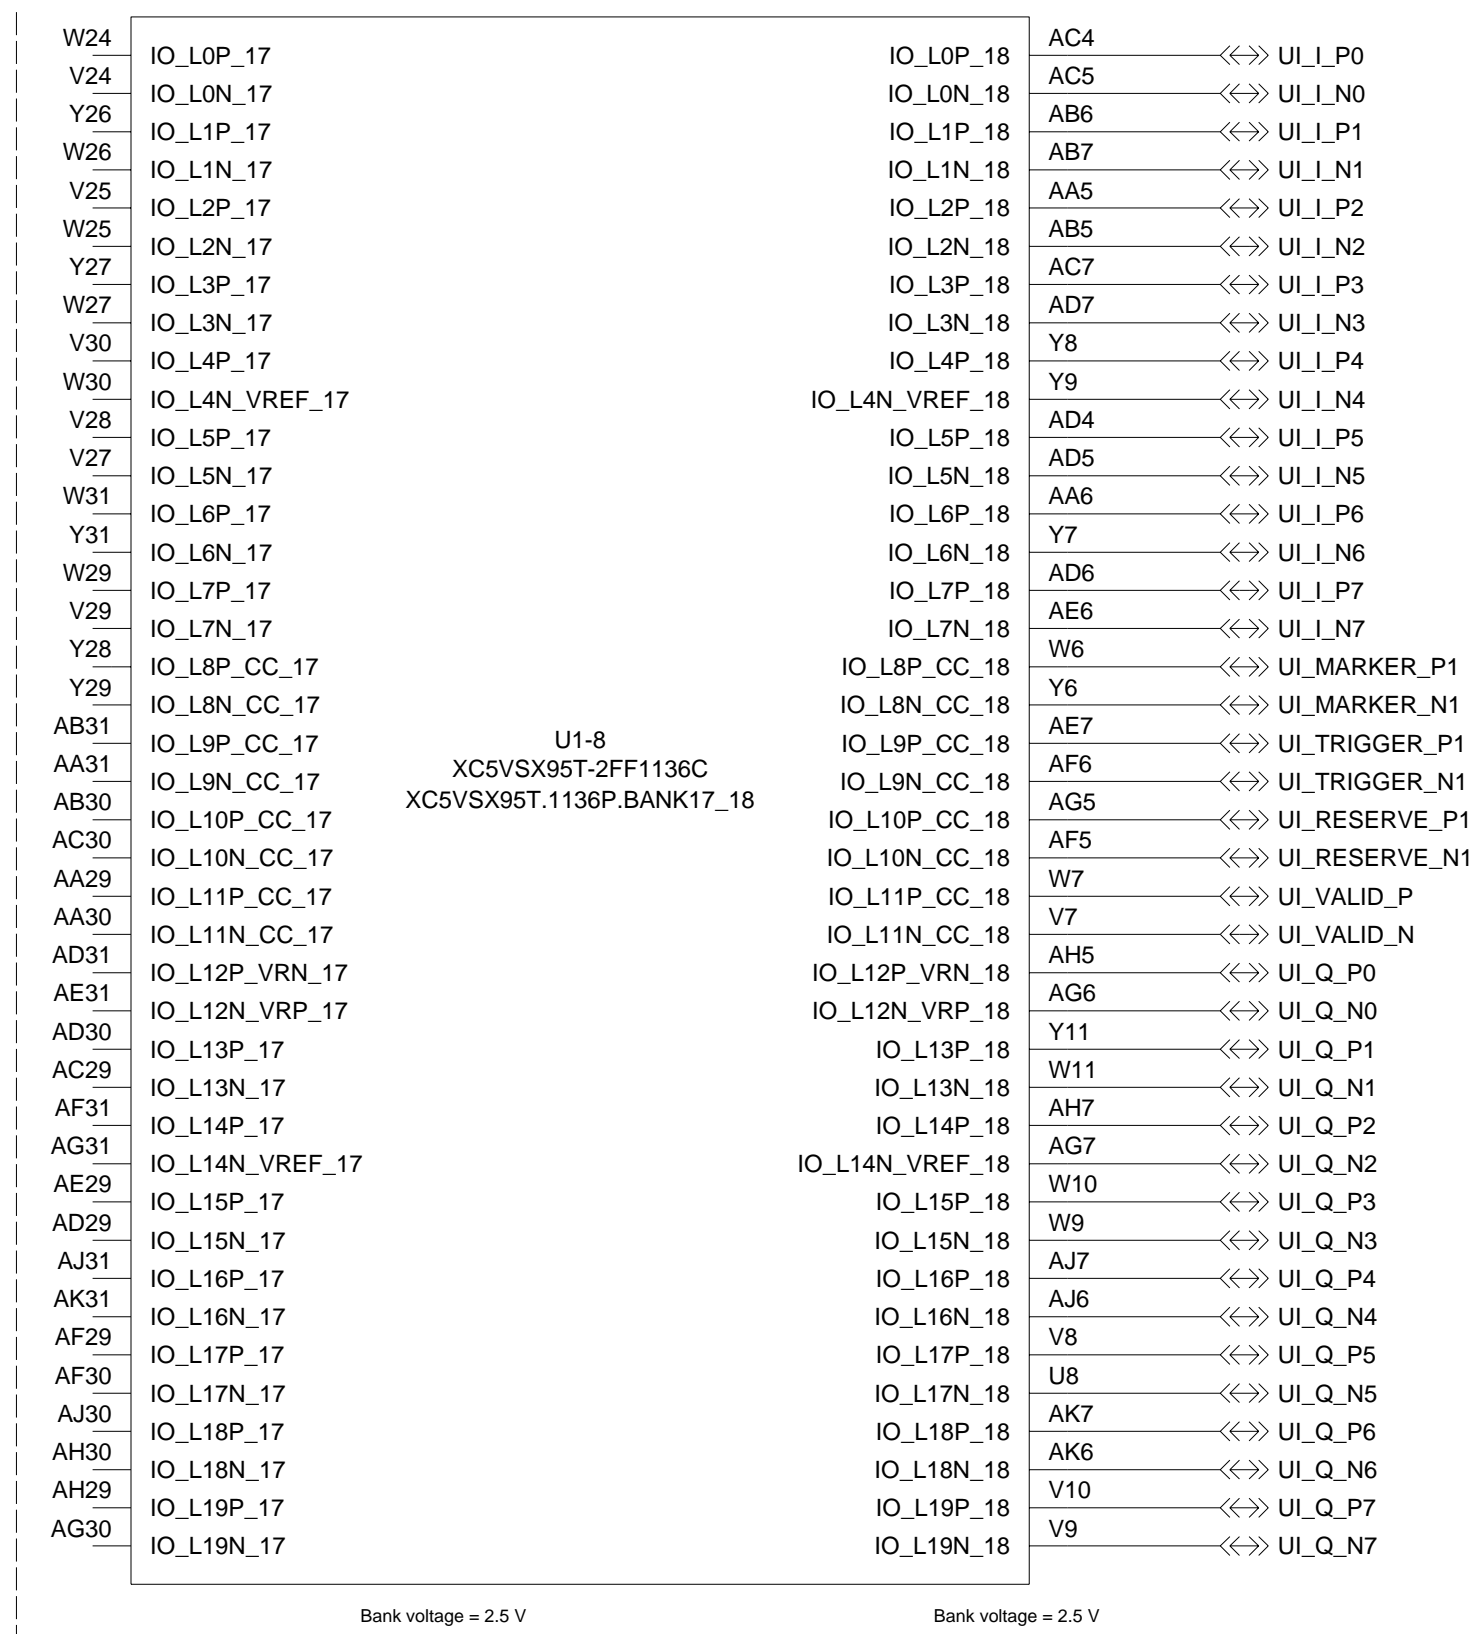 W24 IO_L0P_17 IO_L0P_18 AC4 UI_I_P0
V24 IO_L0N_17 IO_L0N_18 AC5 UI_I_N0
Y26 IO_L1P_17 IO_L1P_18 AB6 UI_I_P1
W26 IO_L1N_17 IO_L1N_18 AB7 UI_I_N1
V25 IO_L2P_17 IO_L2P_18 AA5 UI_I_P2
W25 IO_L2N_17 IO_L2N_18 AB5 UI_I_N2
Y27 IO_L3P_17 IO_L3P_18 AC7 UI_I_P3
W27 IO_L3N_17 IO_L3N_18 AD7 UI_I_N3
V30 IO_L4P_17 IO_L4P_18 Y8 UI_I_P4
W30 IO_L4N_VREF_17 IO_L4N_VREF_18 Y9 UI_I_N4
V28 IO_L5P_17 IO_L5P_18 AD4 UI_I_P5
V27 IO_L5N_17 IO_L5N_18 AD5 UI_I_N5
W31 IO_L6P_17 IO_L6P_18 AA6 UI_I_P6
Y31 IO_L6N_17 IO_L6N_18 Y7 UI_I_N6
W29 IO_L7P_17 IO_L7P_18 AD6 UI_I_P7
V29 IO_L7N_17 IO_L7N_18 AE6 UI_I_N7
Y28 IO_L8P_CC_17 IO_L8P_CC_18 W6 UI_MARKER_P1
Y29 IO_L8N_CC_17 IO_L8N_CC_18 Y6 UI_MARKER_N1
AB31 IO_L9P_CC_17 U1-8 IO_L9P_CC_18 AE7 UI_TRIGGER_P1
XC5VSX95T-2FF1136C
AA31 IO_L9N_CC_17 IO_L9N_CC_18 AF6 UI_TRIGGER_N1
XC5VSX95T.1136P.BANK17_18
AB30 IO_L10P_CC_17 IO_L10P_CC_18 AG5 UI_RESERVE_P1
AC30 IO_L10N_CC_17 IO_L10N_CC_18 AF5 UI_RESERVE_N1
AA29 IO_L11P_CC_17 IO_L11P_CC_18 W7 UI_VALID_P
AA30 IO_L11N_CC_17 IO_L11N_CC_18 V7 UI_VALID_N
AD31 IO_L12P_VRN_17 IO_L12P_VRN_18 AH5 UI_Q_P0
AE31 IO_L12N_VRP_17 IO_L12N_VRP_18 AG6 UI_Q_N0
AD30 IO_L13P_17 IO_L13P_18 Y11 UI_Q_P1
AC29 IO_L13N_17 IO_L13N_18 W11 UI_Q_N1
AF31 IO_L14P_17 IO_L14P_18 AH7 UI_Q_P2
AG31 IO_L14N_VREF_17 IO_L14N_VREF_18 AG7 UI_Q_N2
AE29 IO_L15P_17 IO_L15P_18 W10 UI_Q_P3
AD29 IO_L15N_17 IO_L15N_18 W9 UI_Q_N3
AJ31 IO_L16P_17 IO_L16P_18 AJ7 UI_Q_P4
AK31 IO_L16N_17 IO_L16N_18 AJ6 UI_Q_N4
AF29 IO_L17P_17 IO_L17P_18 V8 UI_Q_P5
AF30 IO_L17N_17 IO_L17N_18 U8 UI_Q_N5
AJ30 IO_L18P_17 IO_L18P_18 AK7 UI_Q_P6
AH30 IO_L18N_17 IO_L18N_18 AK6 UI_Q_N6
AH29 IO_L19P_17 IO_L19P_18 V10 UI_Q_P7
AG30 IO_L19N_17 IO_L19N_18 V9 UI_Q_N7
Bank voltage = 2.5 V Bank voltage = 2.5 V